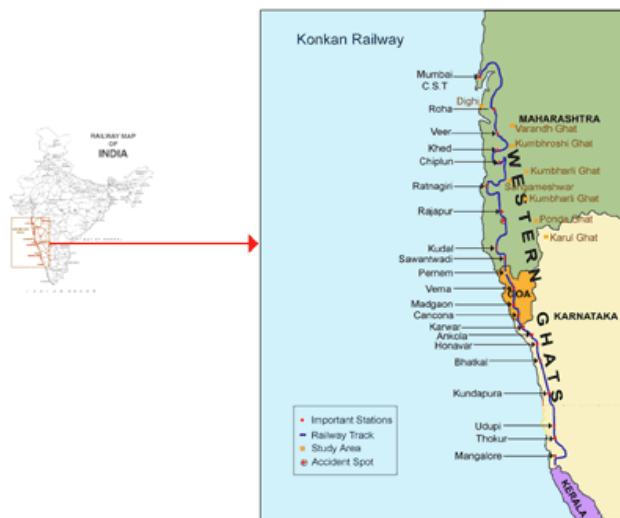 Konkan Railway
RAILWAY MAP
OF
INDIA
Mumbai
C.S.T
Dighi
Roha
MAHARASHTRA
Varandh Ghat
Veer
Kumbhroshi Ghat
Khed
Chiplun
Kumbharli Ghat
Sangameshwar
Ratnagiri
Kumbharli Ghat
Rajapur
Ponda Ghat
Karul Ghat
Kudal
Sawantwadi
Pernem
Verna
GOA
Madgaon
Cancona
KARNATAKA
Karwar
Ankola
Honavar
Bhatkal
Kundapura
Udupi
Thokur
Mangalore
KERALA
WESTERN GHATS
Important Stations
Railway Track
Study Area
Accident Spot